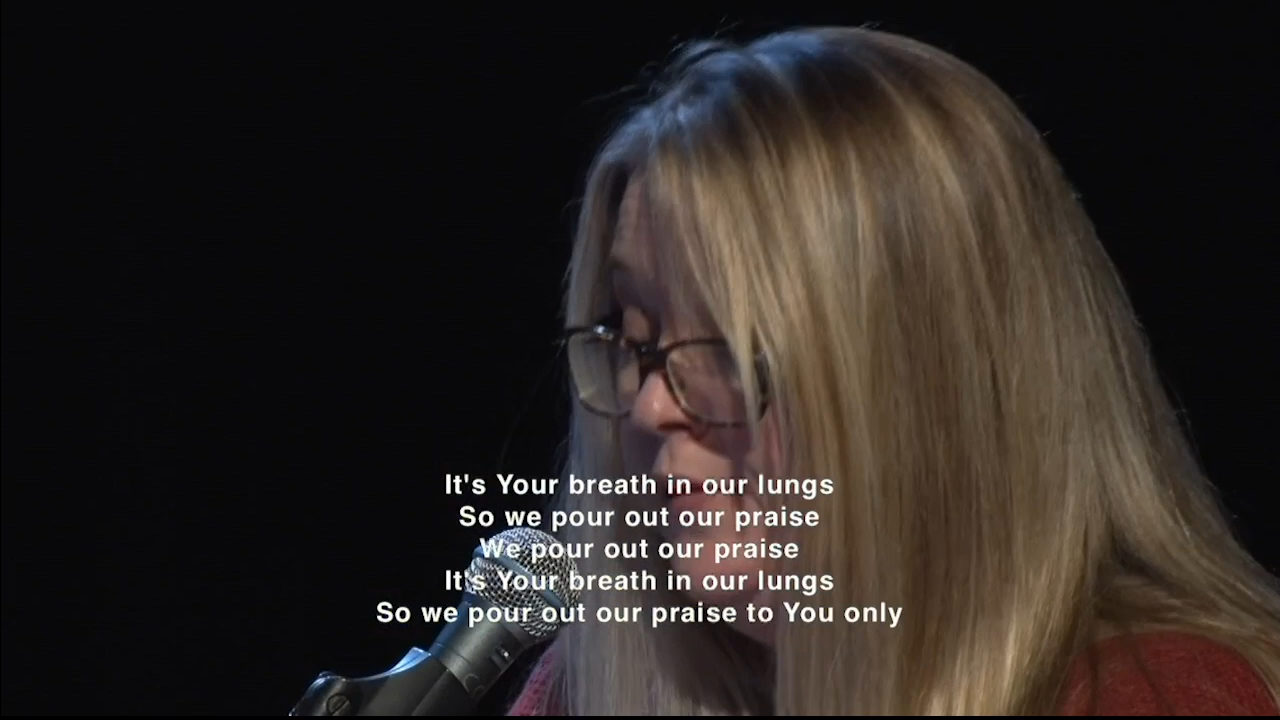 It's Your breath in our lungs
So we pour out our praise
We pour out our praise
It's Your breath in our lungs
So we pour out our praise to You only